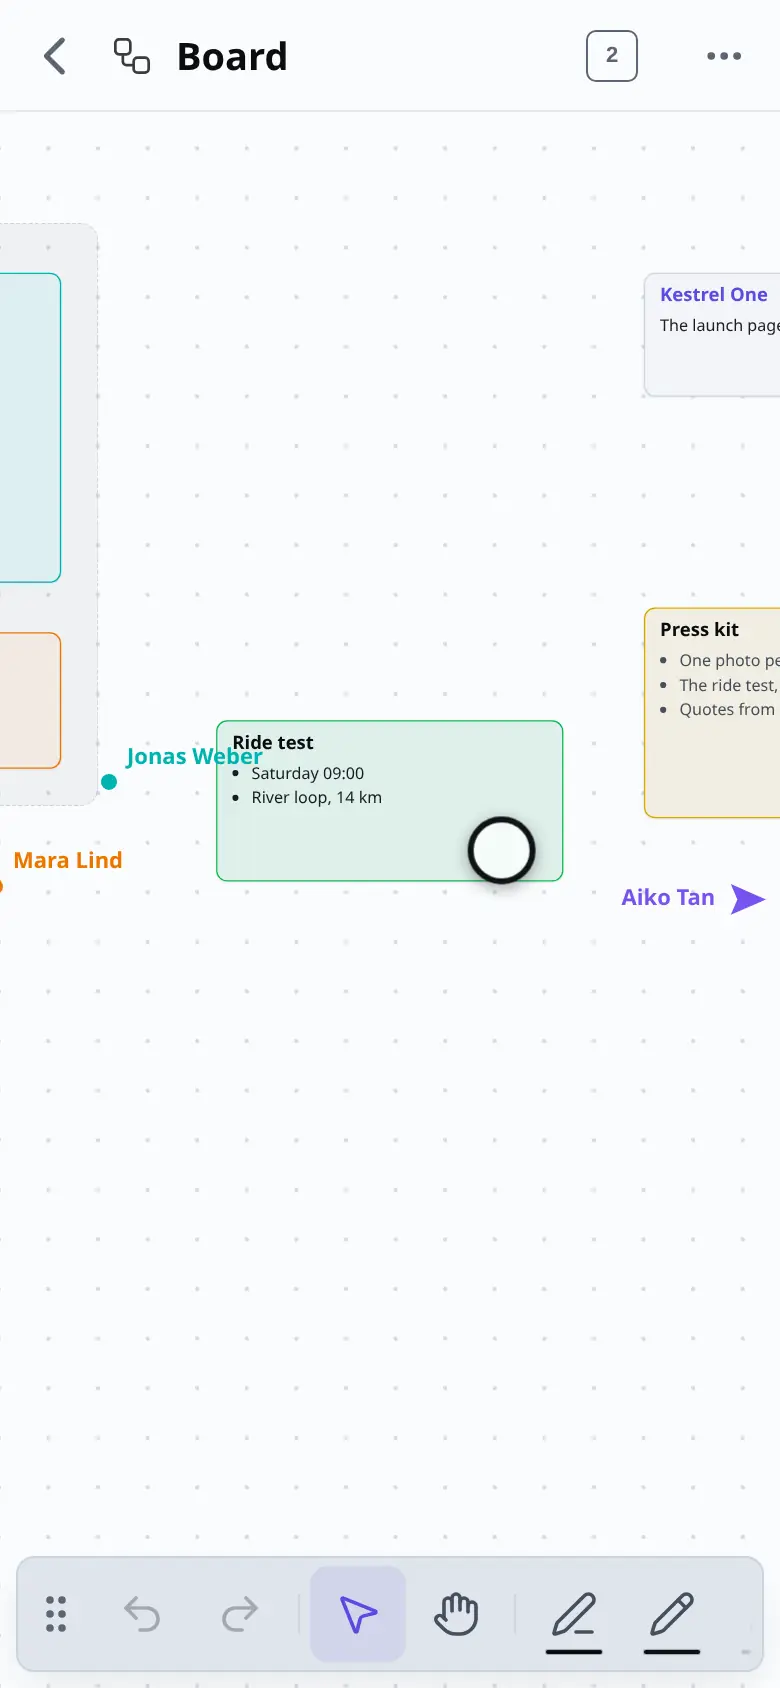 Board
2
Kestrel One
The launch page
Press kit
One photo pe
The ride test,
Quotes from
Ride test
Jonas Weber
Saturday 09:00
River loop, 14 km
Mara Lind
Aiko Tan